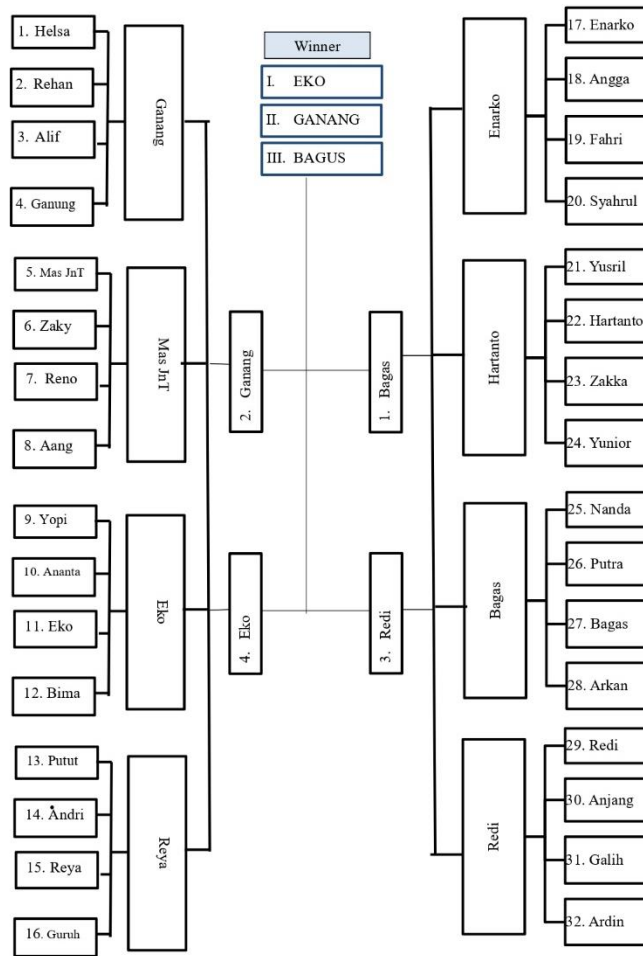 1. Helsa
2. Rehan
3. Alif
4. Ganung
Ganang
5. Mas JnT
6. Zaky
7. Reno
8. Aang
Mas JnT
9. Yopi
10. Ananta
11. Eko
12. Bima
Eko
13. Putut
14. Andri
15. Reya
16. Guruh
Reya
2. Ganang
4. Eko
Winner
I. EKO
II. GANANG
III. BAGUS
1. Bagas
3. Redi
Enarko
17. Enarko
18. Angga
19. Fahri
20. Syahrul
Hartanto
21. Yusril
22. Hartanto
23. Zakka
24. Yunior
Bagas
25. Nanda
26. Putra
27. Bagas
28. Arkan
Redi
29. Redi
30. Anjang
31. Galih
32. Ardin